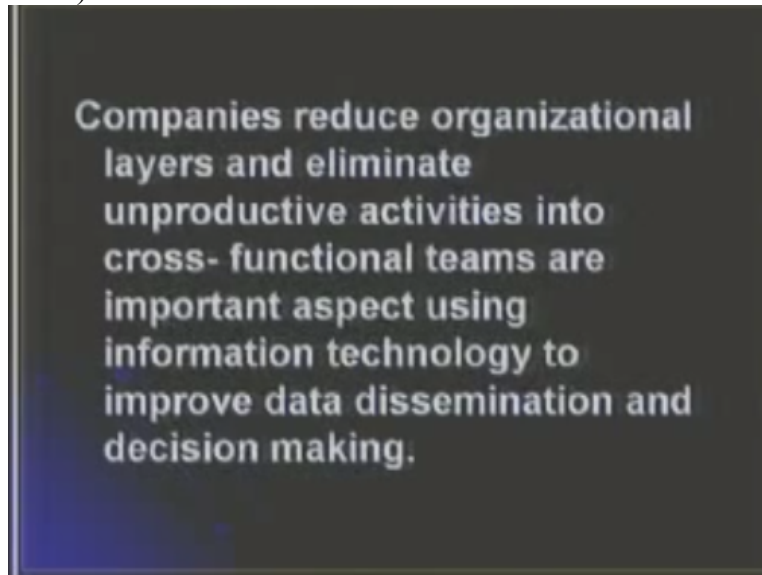 Companies reduce organizational
layers and eliminate
unproductive activities into
cross- functional teams are
important aspect using
information technology to
improve data dissemination and
decision making.